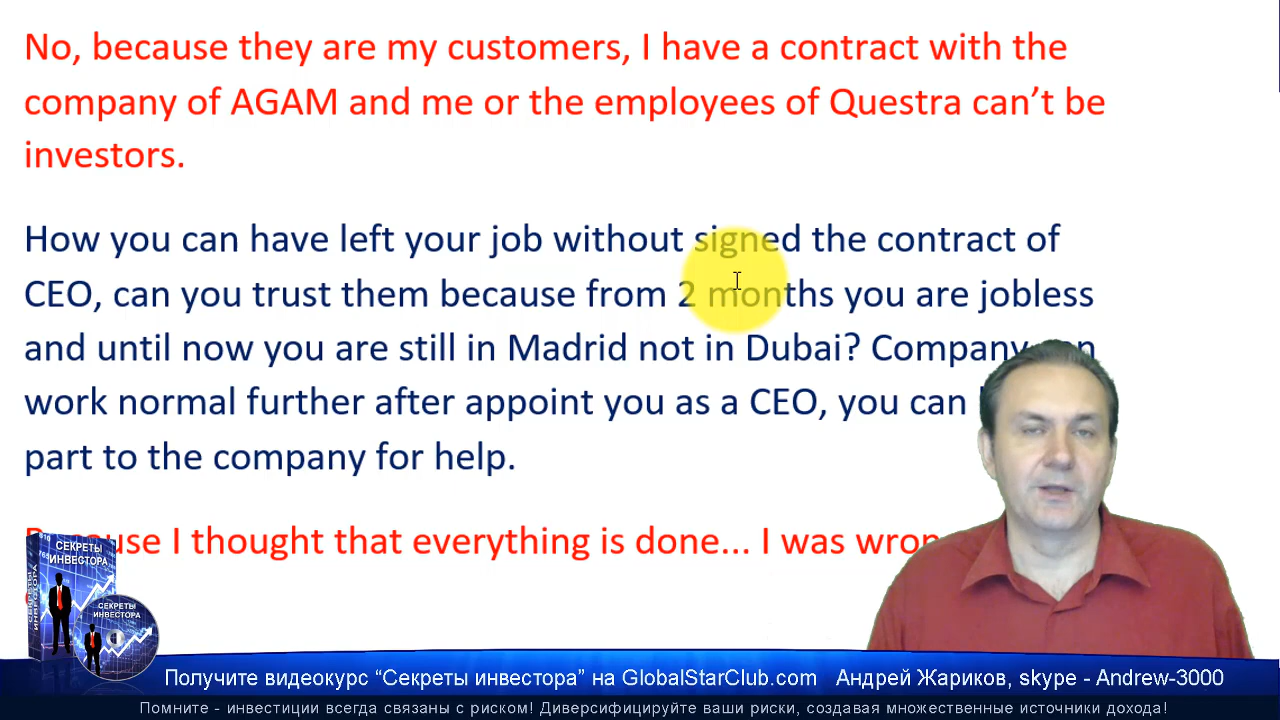 No, because they are my customers, I have a contract with the
company of AGAM and me or the employees of Questra can’t be
investors.
How you can have left your job without signed the contract of
CEO, can you trust them because from 2 months you are jobless
and until now you are still in Madrid not in Dubai? Company
work normal further after appoint you as a CEO, you can
part to the company for help.
I thought that everything is done... I was
СЕКРЕТЫ
ИНВЕСТОРА
СЕКРЕТЫ
ИНВЕСТОРА
Получите видеокурс “Секреты инвестора” на GlobalStarClub.com Андрей Жариков, skype - Andrew-3000
Помните - инвестиции всегда связаны с риском! Диверсифицируйте ваши риски, создавая множественные источники дохода!